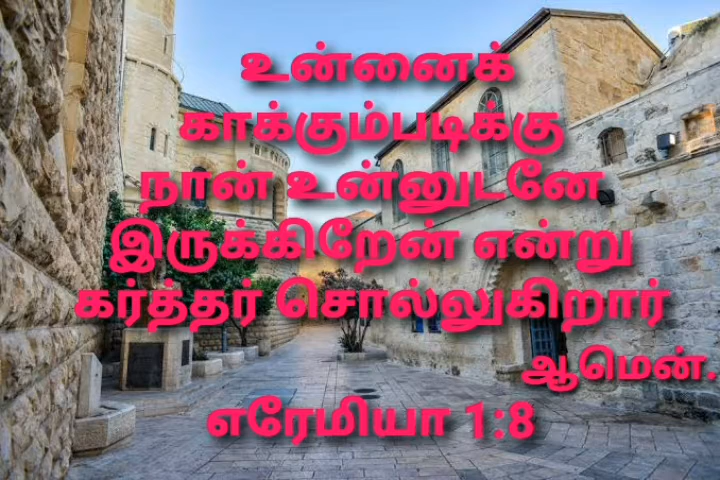 உன்னைக்
காக்கும்படிக்கு
நான் உன்னுடனே
இருக்கிறேன் என்று
கர்த்தர் சொல்லுகிறார்
ஆமென்.
எரேமியா 1:8